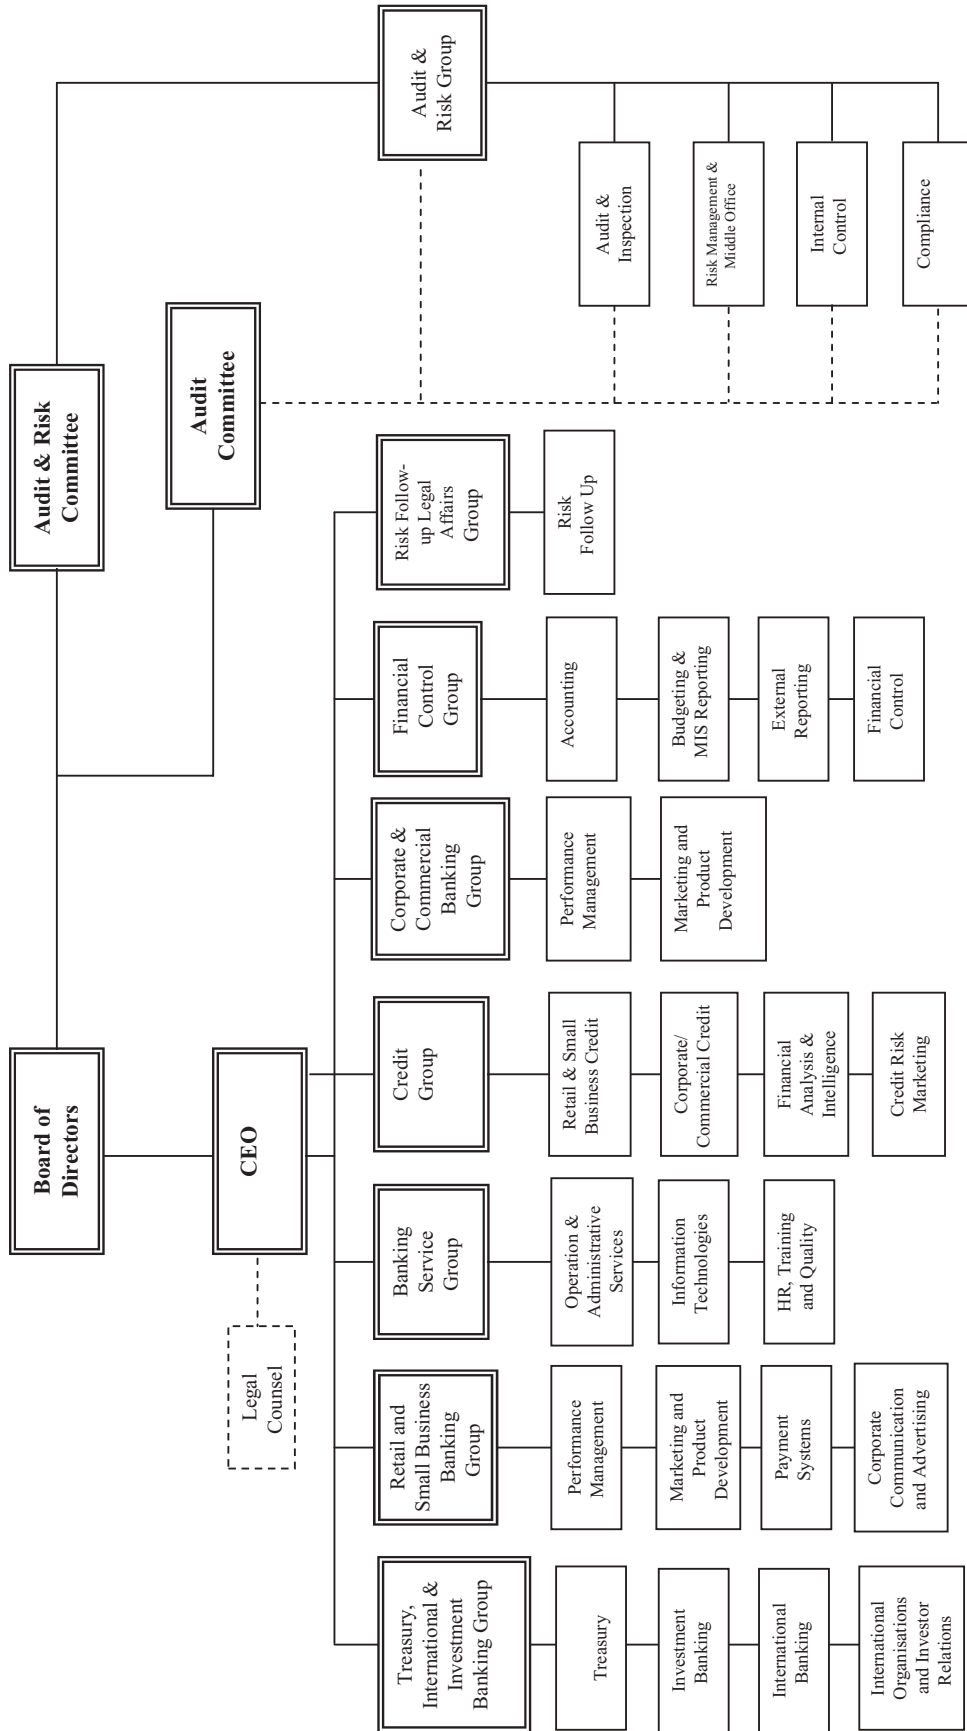 Board of
Directors
Audit & Risk
Committee
Audit
Committee
CEO
Legal
Counsel
Audit &
Risk Group
Treasury,
International &
Investment
Banking Group
Retail and
Small Business
Banking
Group
Banking
Service
Group
Credit
Group
Corporate &
Commercial
Banking
Group
Financial
Control
Group
Risk Follow-
up Legal
Affairs
Group
Treasury
Investment
Banking
International
Banking
International
Organisations
and Investor
Relations
Performance
Management
Marketing and
Product
Development
Payment
Systems
Corporate
Communication
and Advertising
Operation &
Administrative
Services
Information
Technologies
HR, Training
and Quality
Retail & Small
Business Credit
Corporate/
Commercial Credit
Financial
Analysis &
Intelligence
Credit Risk
Marketing
Performance
Management
Marketing and
Product
Development
Accounting
Budgeting &
MIS Reporting
External
Reporting
Financial
Control
Risk
Follow Up
Audit &
Inspection
Risk Management &
Middle Office
Internal
Control
Compliance